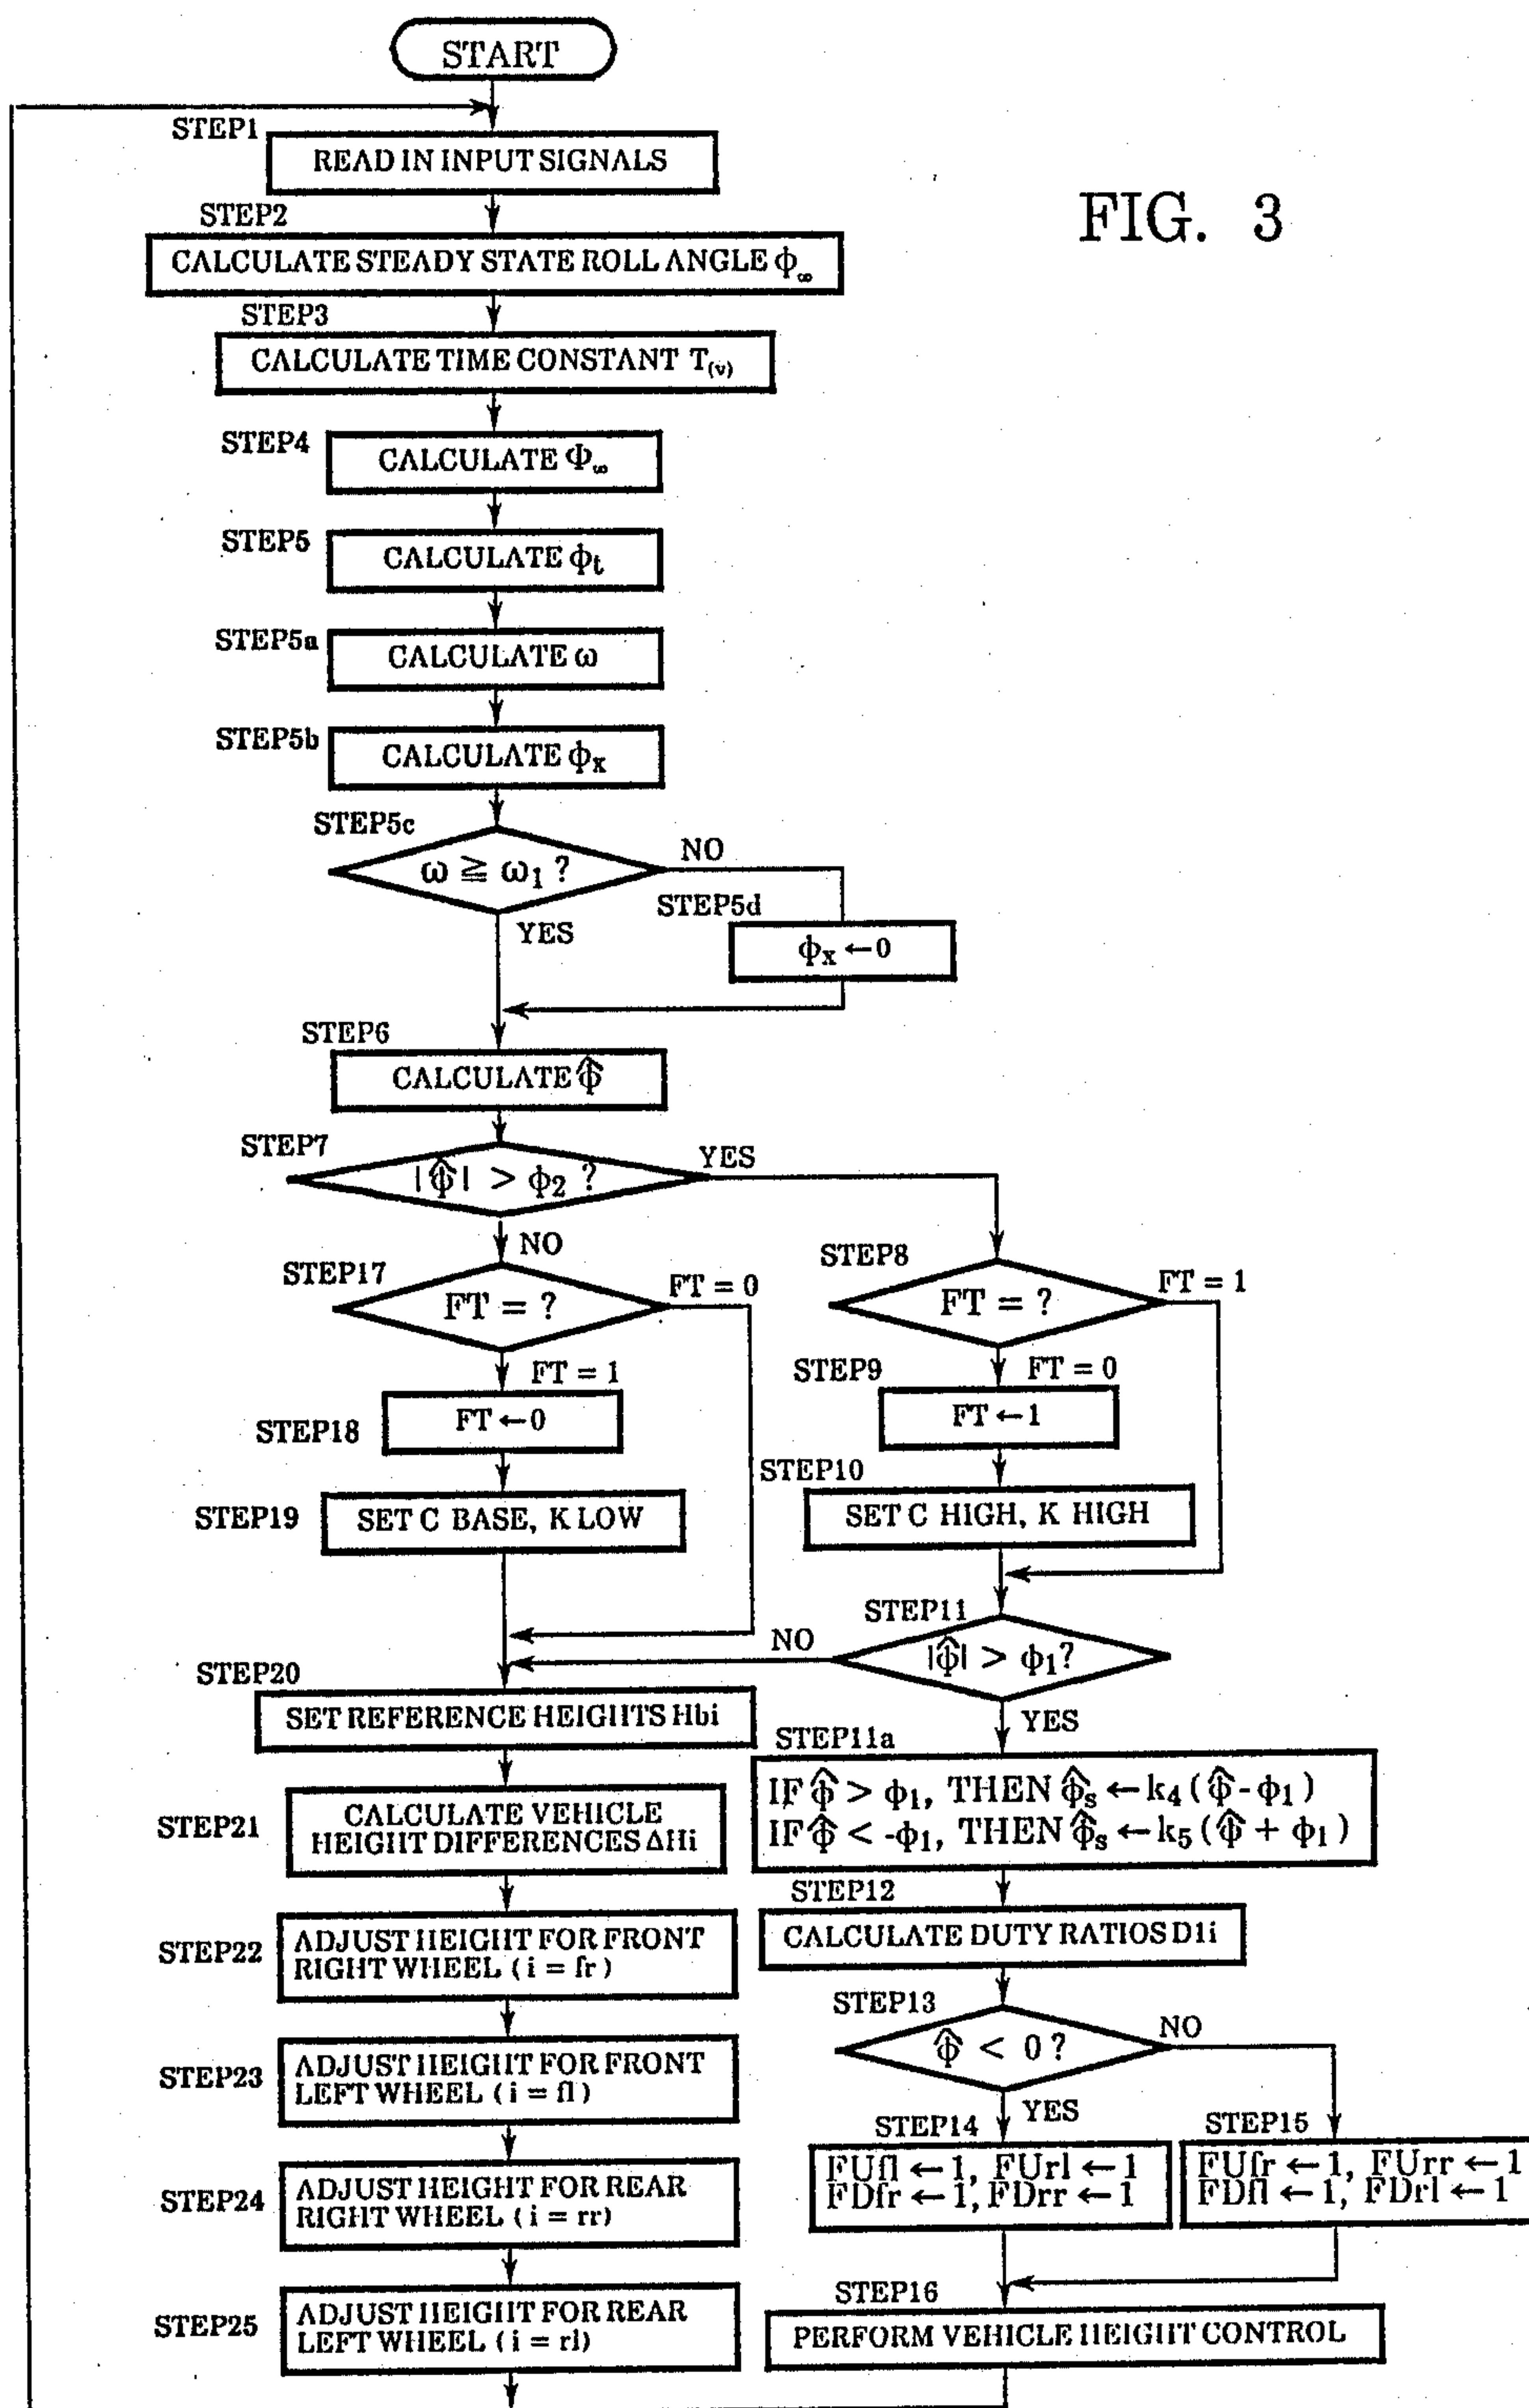 START
STEP1
READ IN INPUT SIGNALS
FIG. 3
STEP2
CALCULATE STEADY STATE ROLL ANGLE ϕ∞
STEP3
CALCULATE TIME CONSTANT T(v)
STEP4
CALCULATE Φ∞
STEP5
CALCULATE ϕt
STEP5a
CALCULATE ω
STEP5b
CALCULATE ϕx
STEP5c
ω ≧ ω1 ?
NO
YES
STEP5d
ϕx ← 0
STEP6
CALCULATE ϕ̂
STEP7
|ϕ̂| > ϕ2 ?
YES
NO
STEP17
FT = ?
FT = 0
FT = 1
STEP18
FT ← 0
STEP19
SET C BASE, K LOW
STEP8
FT = ?
FT = 1
STEP9
FT = 0
FT ← 1
STEP10
SET C HIGH, K HIGH
STEP11
|ϕ̂| > ϕ1?
NO
YES
STEP20
SET REFERENCE HEIGHTS Hbi
STEP21
CALCULATE VEHICLE
HEIGHT DIFFERENCES ΔHi
STEP22
ADJUST HEIGHT FOR FRONT
RIGHT WHEEL ( i = fr )
STEP23
ADJUST HEIGHT FOR FRONT
LEFT WHEEL ( i = fl )
STEP24
ADJUST HEIGHT FOR REAR
RIGHT WHEEL ( i = rr )
STEP25
ADJUST HEIGHT FOR REAR
LEFT WHEEL ( i = rl )
STEP11a
IF ϕ̂ > ϕ1, THEN ϕ̂s ← k4 ( ϕ̂ - ϕ1 )
IF ϕ̂ < -ϕ1, THEN ϕ̂s ← k5 ( ϕ̂ + ϕ1 )
STEP12
CALCULATE DUTY RATIOS D1i
STEP13
ϕ̂ < 0 ?
NO
YES
STEP14
FUfl ← 1, FUrl ← 1
FDfr ← 1, FDrr ← 1
STEP15
FUfr ← 1, FUrr ← 1
FDfl ← 1, FDrl ← 1
STEP16
PERFORM VEHICLE HEIGHT CONTROL